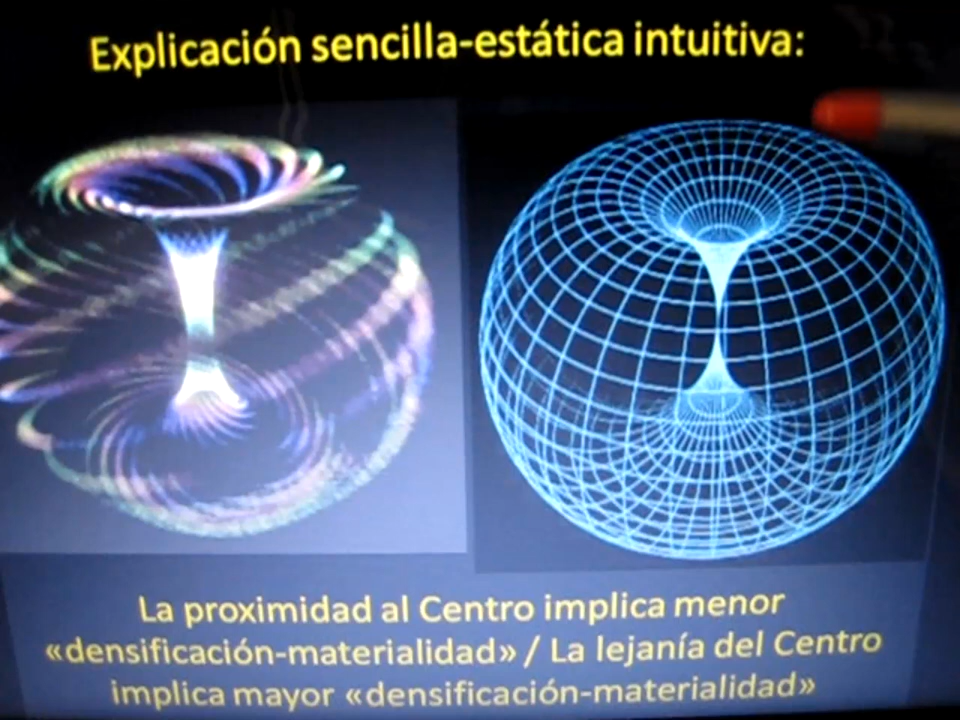 Explicación sencilla-estática intuitiva:
La proximidad al Centro implica menor
«densificación-materialidad» / La lejanía del Centro
implica mayor «densificación-materialidad»